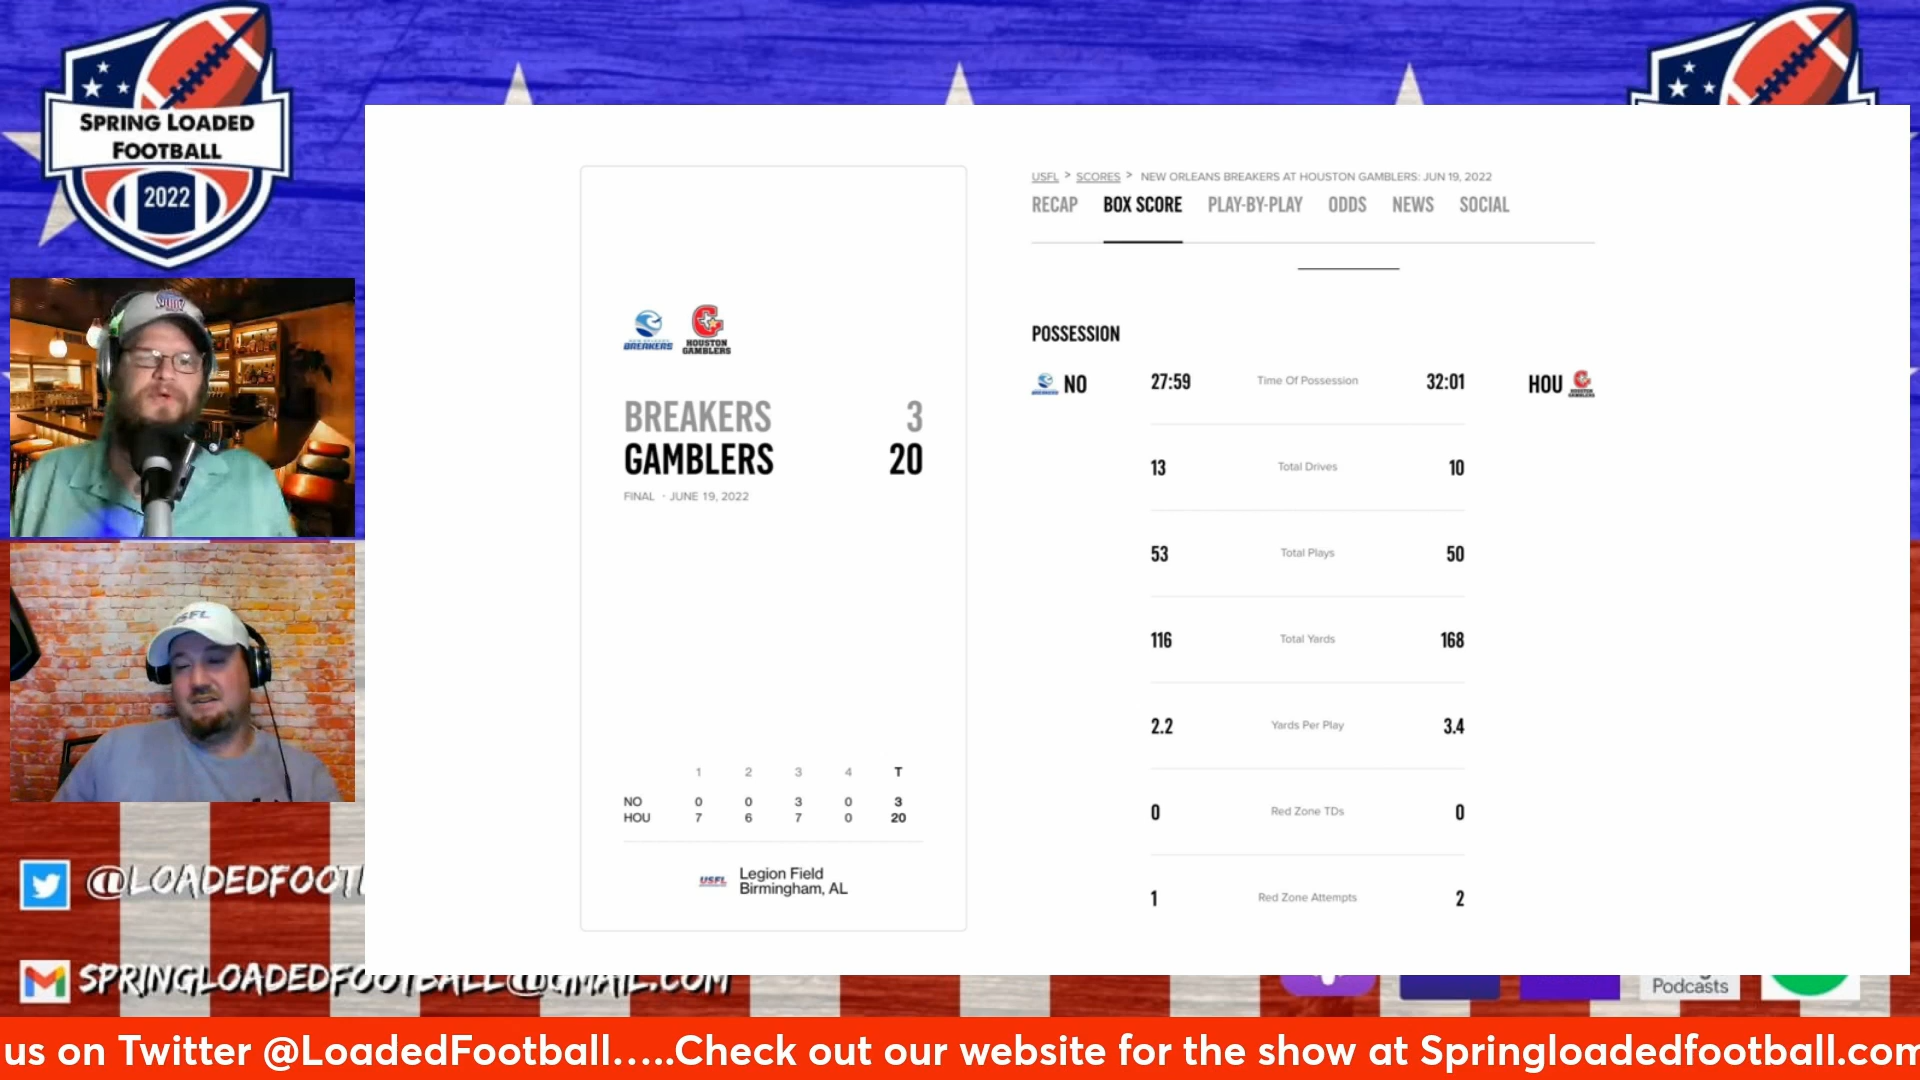 SPRING LOADED
FOOTBALL
2022
USFL > SCORES > NEW ORLEANS BREAKERS AT HOUSTON GAMBLERS: JUN 19, 2022
RECAP BOX SCORE PLAY-BY-PLAY ODDS NEWS SOCIAL
BREAKERS
HOUSTON
GAMBLERS
BREAKERS 3
GAMBLERS 20
FINAL · JUNE 19, 2022
1 2 3 4 T
NO 0 0 3 0 3
HOU 7 6 7 0 20
USFL
Legion Field
Birmingham, AL
POSSESSION
NO 27:59 Time Of Possession 32:01 HOU
13 Total Drives 10
53 Total Plays 50
116 Total Yards 168
2.2 Yards Per Play 3.4
0 Red Zone TDs 0
1 Red Zone Attempts 2
USFL
@LOADEDFOOT
SPRINGLOADEDFOOTBALL@GMAIL.COM
Podcasts
us on Twitter @LoadedFootball.....Check out our website for the show at Springloadedfootball.com